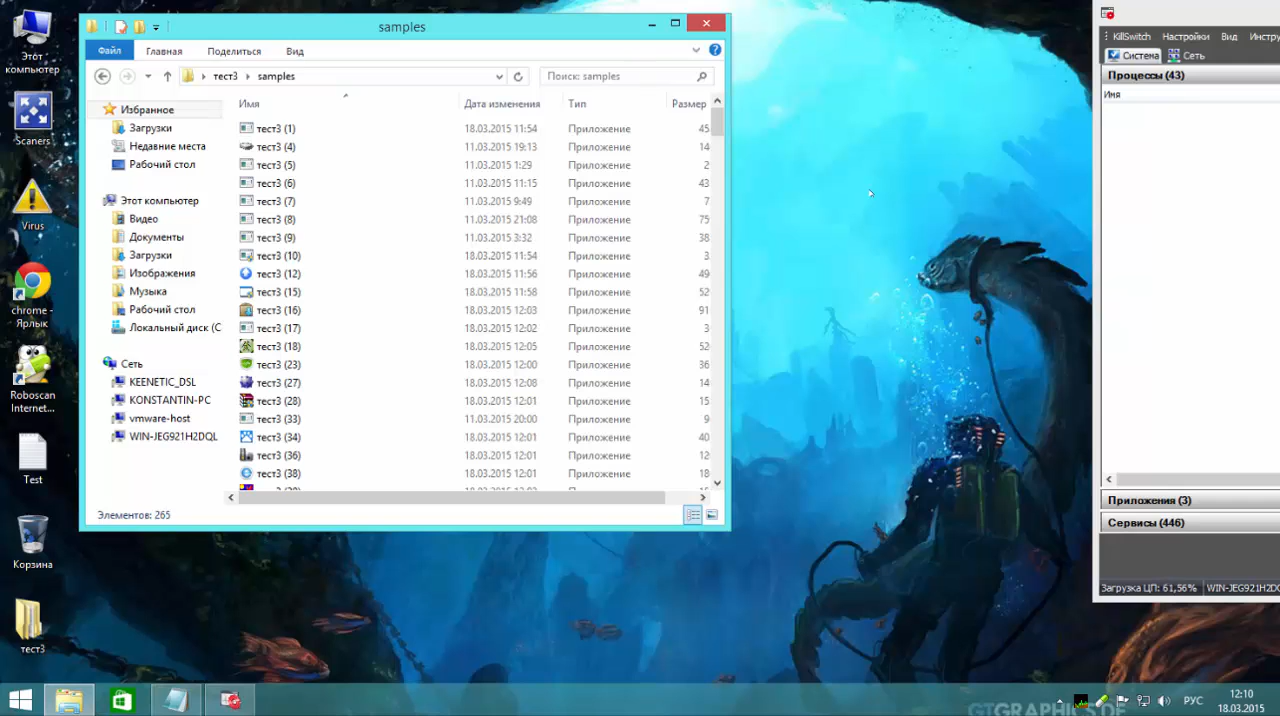 Этот
компьютер
Scaners
Virus
chrome -
Ярлык
Roboscan
Internet...
Test
Корзина
тест3
samples
Файл
Главная
Поделиться
Вид
тест3
samples
Поиск: samples
Имя Дата изменения Тип Размер
Избранное
Загрузки
Недавние места
Рабочий стол
Этот компьютер
Видео
Документы
Загрузки
Изображения
Музыка
Рабочий стол
Локальный диск (C
Сеть
KEENETIC_DSL
KONSTANTIN-PC
vmware-host
WIN-JEG921H2DQL
тест3 (1) 18.03.2015 11:54 Приложение 45
тест3 (4) 11.03.2015 19:13 Приложение 14
тест3 (5) 11.03.2015 1:29 Приложение 2
тест3 (6) 11.03.2015 11:15 Приложение 43
тест3 (7) 11.03.2015 9:49 Приложение 7
тест3 (8) 11.03.2015 21:08 Приложение 75
тест3 (9) 11.03.2015 3:32 Приложение 38
тест3 (10) 18.03.2015 11:54 Приложение 3
тест3 (12) 18.03.2015 11:56 Приложение 49
тест3 (15) 18.03.2015 11:58 Приложение 52
тест3 (16) 18.03.2015 12:03 Приложение 91
тест3 (17) 18.03.2015 12:02 Приложение 3
тест3 (18) 18.03.2015 12:05 Приложение 52
тест3 (23) 18.03.2015 12:00 Приложение 36
тест3 (27) 18.03.2015 12:08 Приложение 14
тест3 (28) 18.03.2015 12:01 Приложение 15
тест3 (33) 11.03.2015 20:00 Приложение 9
тест3 (34) 18.03.2015 12:01 Приложение 40
тест3 (36) 18.03.2015 12:01 Приложение 12
тест3 (38) 18.03.2015 12:01 Приложение 18
Элементов: 265
KillSwitch Настройки Вид Инстру
Система Сеть
Процессы (43)
Имя
Приложения (3)
Сервисы (446)
Загрузка ЦП: 61,56% WIN-JEG921H2DQ
GTGRAPHICS.DE
РУС
12:10
18.03.2015